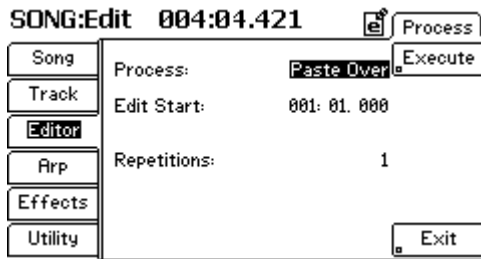 SONG:Edit 004:04.421 Process
Song
Process: Paste Over Execute
Track
Edit Start: 001: 01. 000
Editor
Arp
Repetitions: 1
Effects
Utility
Exit